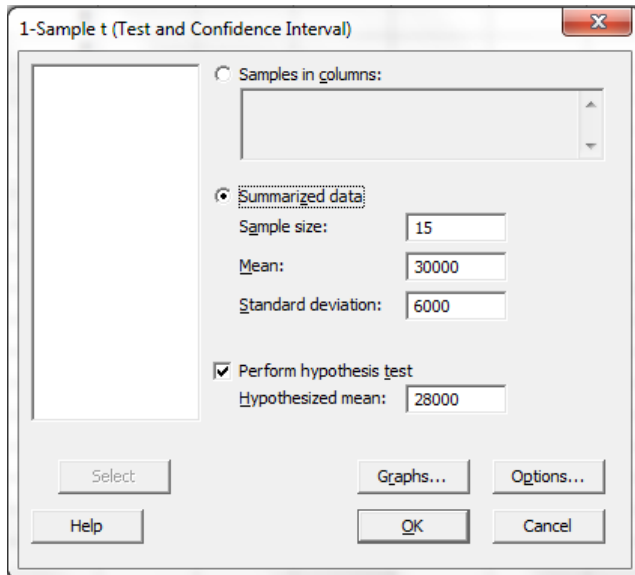 1-Sample t (Test and Confidence Interval)
Samples in columns:
Summarized data
Sample size: 15
Mean: 30000
Standard deviation: 6000
Perform hypothesis test
Hypothesized mean: 28000
Select Graphs... Options...
Help OK Cancel